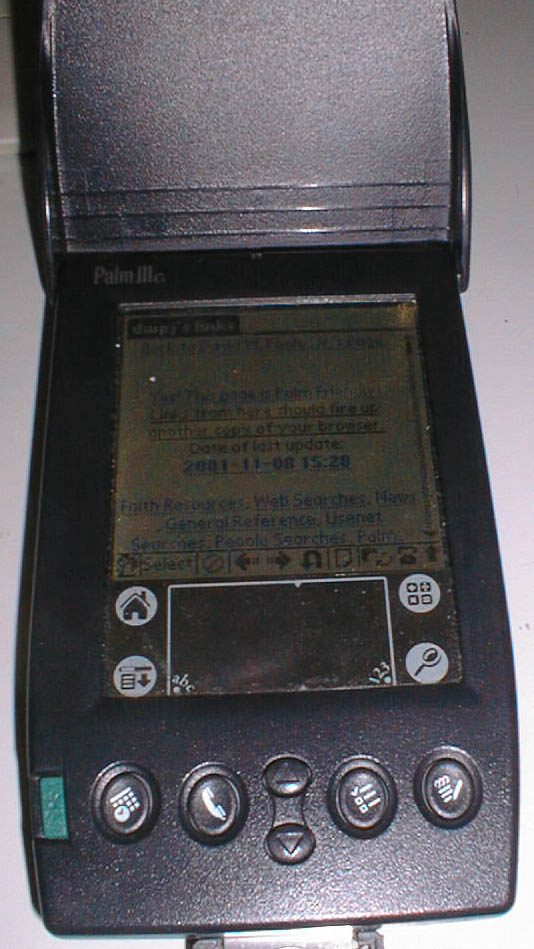 Palm IIIc
dwpj's links
Yes! This page is Palm Friendly!
Links from here should fire up
another copy of your browser.
Date of last update:
2001-11-08 15:28
Faith Resources, Web Searches, News
General Reference, Usenet
Searches, People Searches, Palm,
Select
abc
123